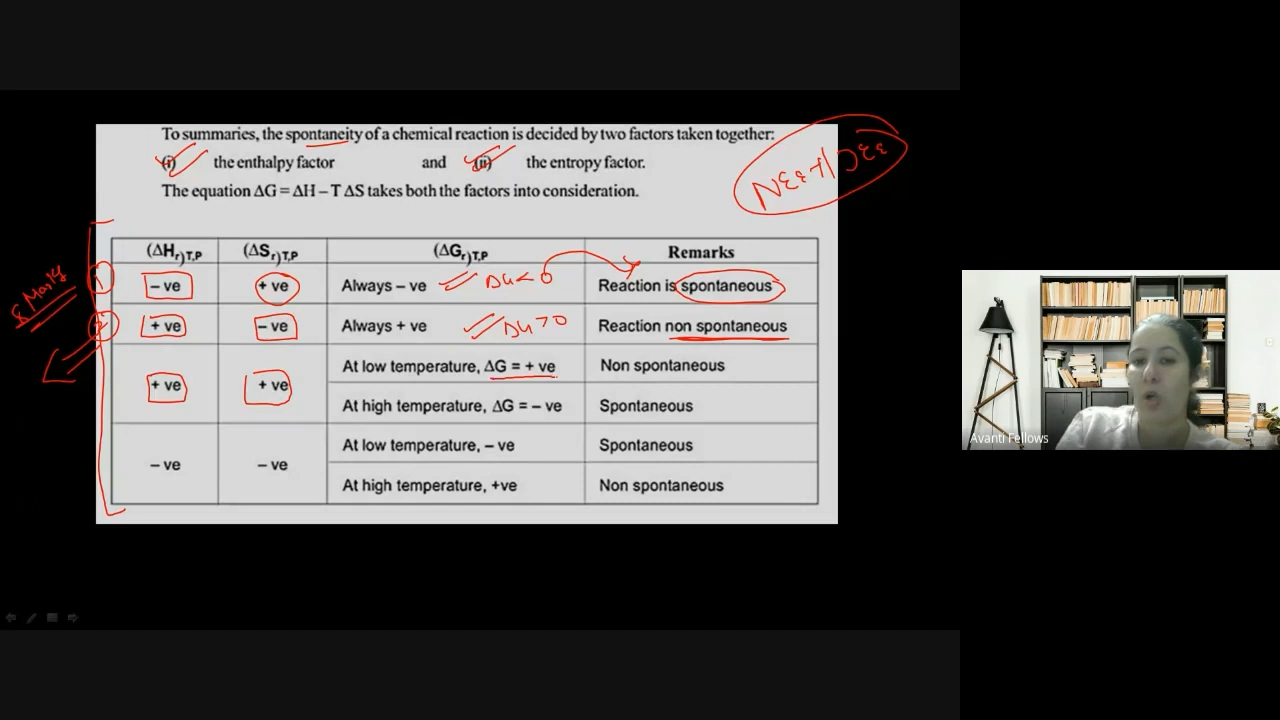 To summaries, the spontaneity of a chemical reaction is decided by two factors taken together:
(i) the enthalpy factor and (ii) the entropy factor.
The equation ΔG = ΔH – T ΔS takes both the factors into consideration.
NEET/JEE
(ΔHr)T,P (ΔSr)T,P (ΔGr)T,P Remarks
1 – ve + ve Always – ve ΔG < 0 Reaction is spontaneous
8 Marks
2 + ve – ve Always + ve ΔG > 0 Reaction non spontaneous
+ ve + ve At low temperature, ΔG = + ve Non spontaneous
At high temperature, ΔG = – ve Spontaneous
– ve – ve At low temperature, – ve Spontaneous
At high temperature, +ve Non spontaneous
Avanti Fellows